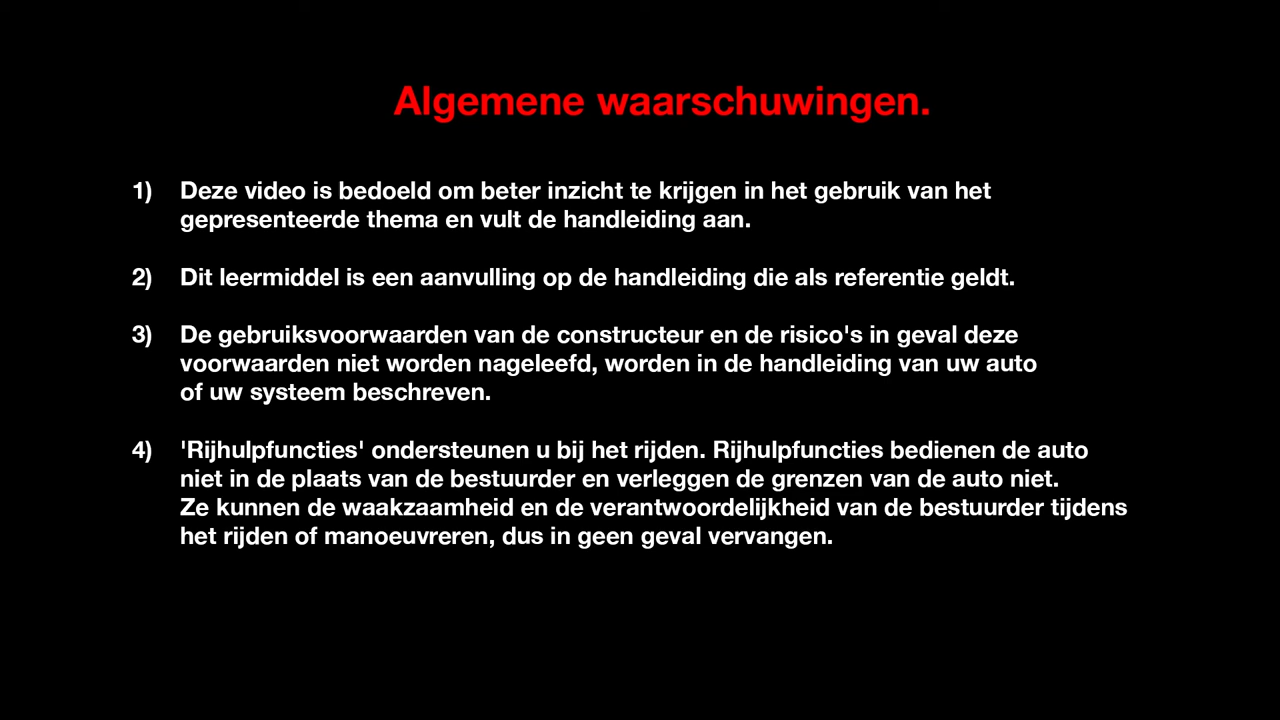 Algemene waarschuwingen.
1) Deze video is bedoeld om beter inzicht te krijgen in het gebruik van het
gepresenteerde thema en vult de handleiding aan.
2) Dit leermiddel is een aanvulling op de handleiding die als referentie geldt.
3) De gebruiksvoorwaarden van de constructeur en de risico's in geval deze
voorwaarden niet worden nageleefd, worden in de handleiding van uw auto
of uw systeem beschreven.
4) 'Rijhulpfuncties' ondersteunen u bij het rijden. Rijhulpfuncties bedienen de auto
niet in de plaats van de bestuurder en verleggen de grenzen van de auto niet.
Ze kunnen de waakzaamheid en de verantwoordelijkheid van de bestuurder tijdens
het rijden of manoeuvreren, dus in geen geval vervangen.